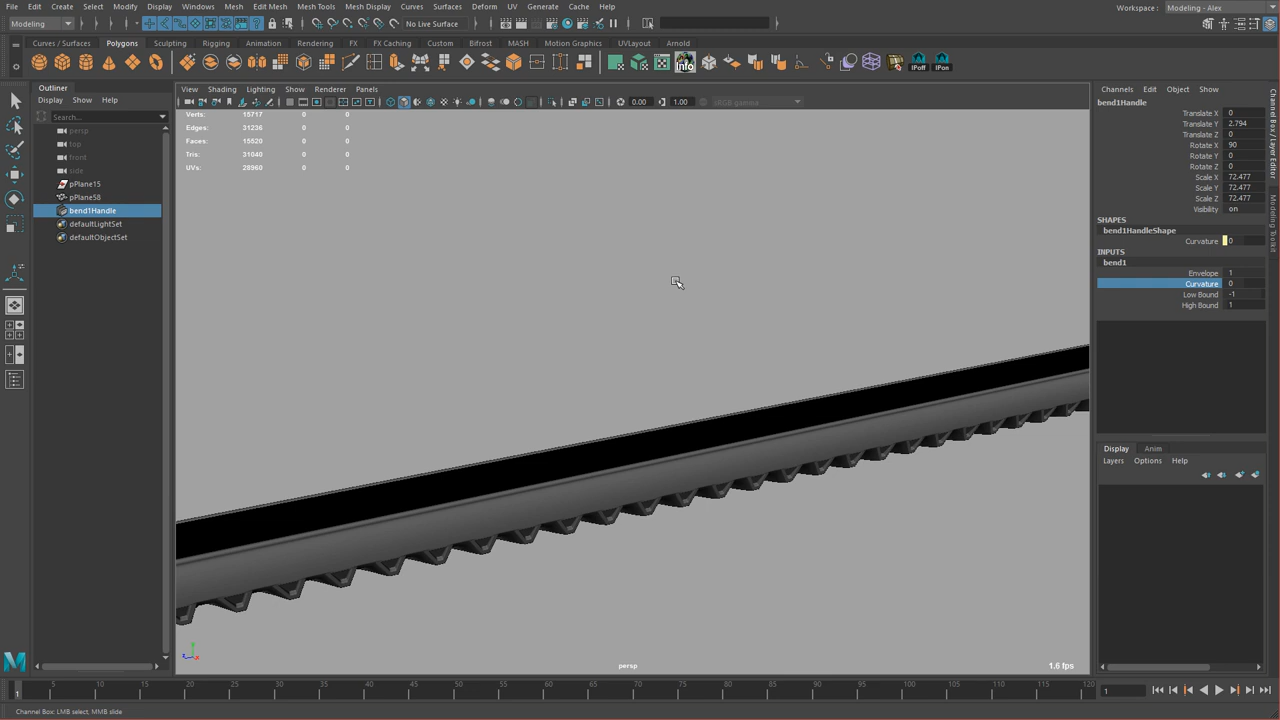 File Edit Create Select Modify Display Windows Mesh Edit Mesh Mesh Tools Mesh Display Curves Surfaces Deform UV Generate Cache Help
Workspace : Modeling - Alex
Modeling No Live Surface
Curves / Surfaces Polygons Sculpting Rigging Animation Rendering FX FX Caching Custom Bifrost MASH Motion Graphics UVLayout Arnold
Info IPoff IPon
Outliner
Display Show Help
Search...
persp
top
front
side
pPlane15
pPlane58
bend1Handle
defaultLightSet
defaultObjectSet
View Shading Lighting Show Renderer Panels
0.00 1.00 sRGB gamma
Verts: 15717 0 0
Edges: 31236 0 0
Faces: 15520 0 0
Tris: 31040 0 0
UVs: 28960 0 0
persp
1.6 fps
Channels Edit Object Show
bend1Handle
Translate X 0
Translate Y 2.794
Translate Z 0
Rotate X 90
Rotate Y 0
Rotate Z 0
Scale X 72.477
Scale Y 72.477
Scale Z 72.477
Visibility on
SHAPES
bend1HandleShape
Curvature 0
INPUTS
bend1
Envelope 1
Curvature 0
Low Bound -1
High Bound 1
Display Anim
Layers Options Help
Channel Box / Layer Editor
Modeling Toolkit
1 5 10 15 20 25 30 35 40 45 50 55 60 65 70 75 80 85 90 95 100 105 110 115 120
1
Channel Box: LMB select, MMB slide